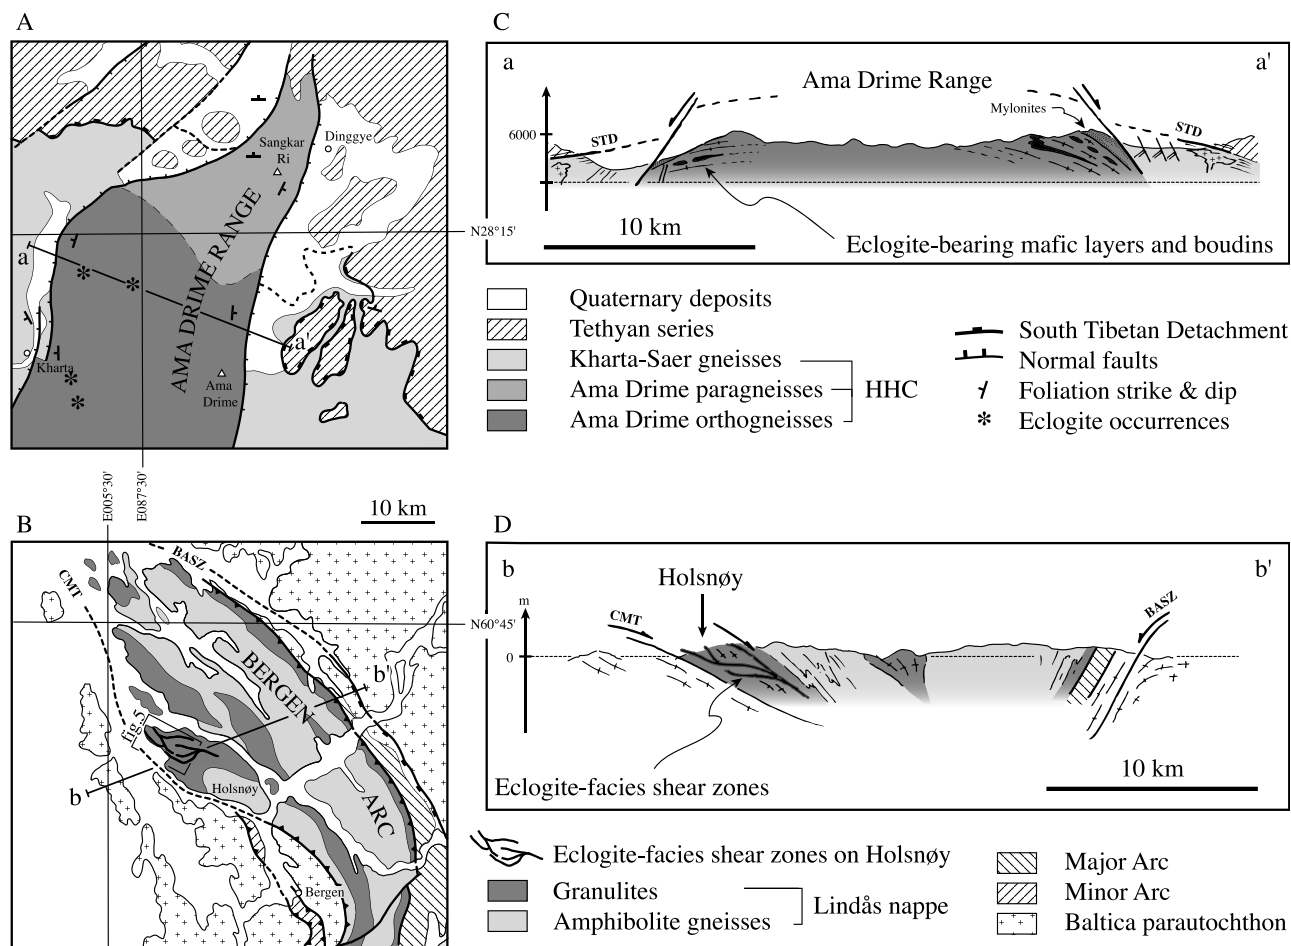 A
Sangkar
Ri
Dinggye
AMA DRIME RANGE
a
a'
Kharta
Ama
Drime
N28°15'
E005°30'
E087°30'
C
a
a'
Ama Drime Range
Mylonites
6000
STD
STD
10 km
Eclogite-bearing mafic layers and boudins
Quaternary deposits
Tethyan series
Kharta-Saer gneisses
Ama Drime paragneisses
Ama Drime orthogneisses
HHC
South Tibetan Detachment
Normal faults
Foliation strike & dip
Eclogite occurrences
B
10 km
BASZ
CMT
N60°45'
BERGEN
ARC
b'
fig.5
b
Holsnøy
Bergen
D
b
b'
Holsnøy
m
CMT
BASZ
0
10 km
Eclogite-facies shear zones
Eclogite-facies shear zones on Holsnøy
Granulites
Amphibolite gneisses
Lindås nappe
Major Arc
Minor Arc
Baltica parautochthon